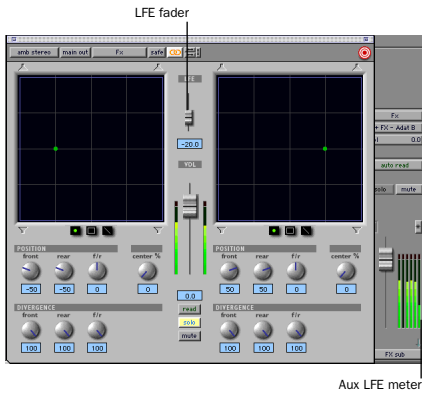 LFE fader
amb stereo main out Fx safe
LFE
-20.0
VOL
Fx
+ FX - Adat B
0.0
auto read
solo mute
POSITION
front rear f/r center %
-50 -50 0 0
POSITION
front rear f/r center %
50 50 0 0
0.0
read
solo
mute
DIVERGENCE
front rear f/r
100 100 100
DIVERGENCE
front rear f/r
100 100 100
FX sub
Aux LFE meter